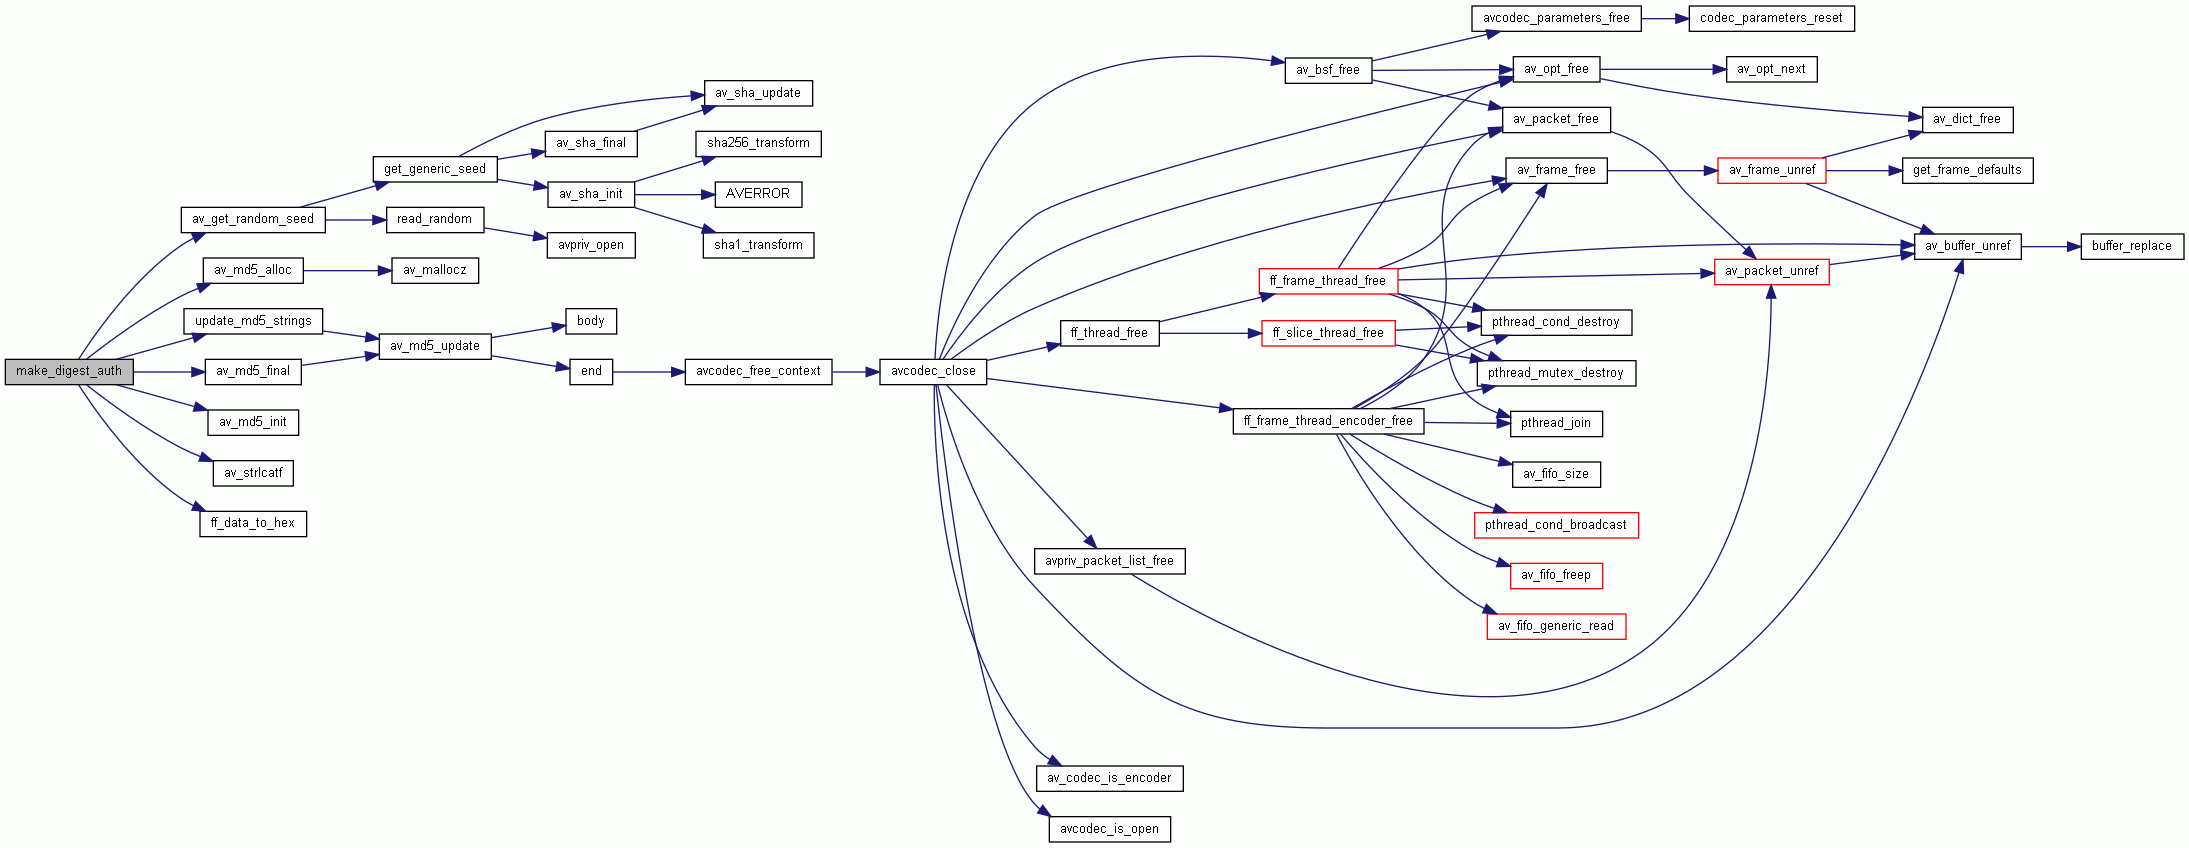 make_digest_auth
av_get_random_seed
get_generic_seed
av_sha_update
av_sha_final
av_sha_init
sha256_transform
AVERROR
sha1_transform
read_random
avpriv_open
av_md5_alloc
av_mallocz
update_md5_strings
av_md5_update
body
end
av_md5_final
av_md5_init
av_strlcatf
ff_data_to_hex
avcodec_free_context
avcodec_close
av_bsf_free
avcodec_parameters_free
codec_parameters_reset
av_opt_free
av_opt_next
av_dict_free
av_packet_free
av_frame_free
av_frame_unref
get_frame_defaults
av_buffer_unref
buffer_replace
av_packet_unref
ff_thread_free
ff_frame_thread_free
ff_slice_thread_free
pthread_cond_destroy
pthread_mutex_destroy
pthread_join
ff_frame_thread_encoder_free
av_fifo_size
pthread_cond_broadcast
av_fifo_freep
av_fifo_generic_read
avpriv_packet_list_free
av_codec_is_encoder
avcodec_is_open